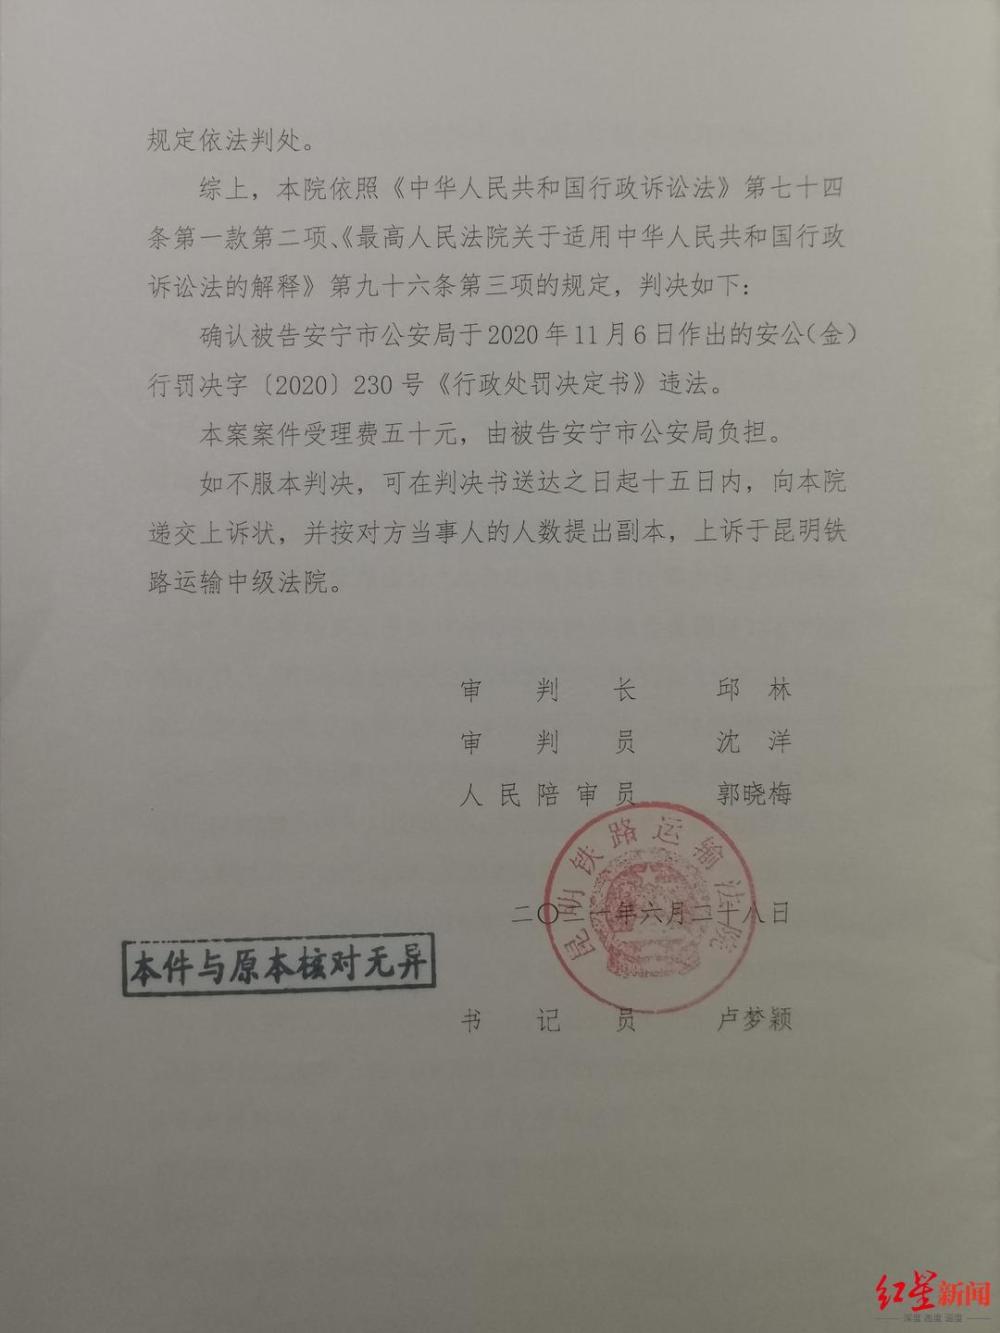 规定依法判处。
综上，本院依照《中华人民共和国行政诉讼法》第七十四
条第一款第二项、《最高人民法院关于适用中华人民共和国行政
诉讼法的解释》第九十六条第三项的规定，判决如下：
确认被告安宁市公安局于2020年11月6日作出的安公（金）
行罚决字〔2020〕230号《行政处罚决定书》违法。
本案案件受理费五十元，由被告安宁市公安局负担。
如不服本判决，可在判决书送达之日起十五日内，向本院
递交上诉状，并按对方当事人的人数提出副本，上诉于昆明铁
路运输中级法院。
审判长 邱林
审判员 沈洋
人民陪审员 郭晓梅
昆明铁路运输法院
二〇二一年六月二十八日
本件与原本核对无异
书记员 卢梦颖
红星新闻
深度 态度 温度